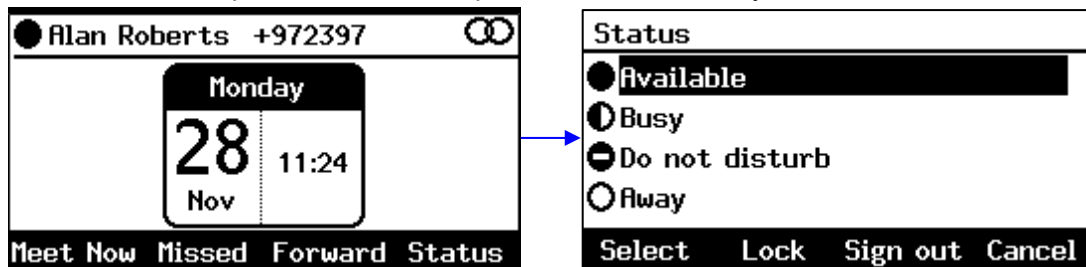 Alan Roberts +972397
Monday
28
11:24
Nov
Meet Now Missed Forward Status
Status
Available
Busy
Do not disturb
Away
Select Lock Sign out Cancel